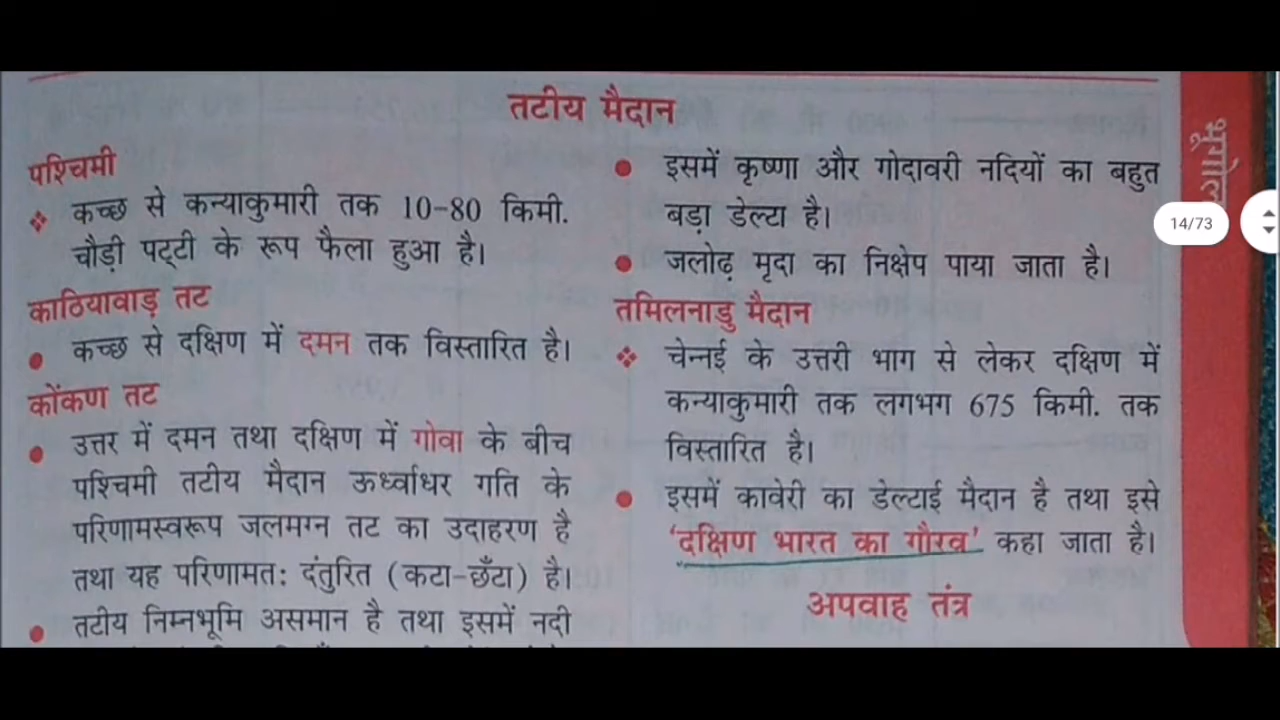 तटीय मैदान
पश्चिमी
❖ कच्छ से कन्याकुमारी तक 10-80 किमी.
चौड़ी पट्टी के रूप फैला हुआ है।
काठियावाड़ तट
● कच्छ से दक्षिण में दमन तक विस्तारित है।
कोंकण तट
● उत्तर में दमन तथा दक्षिण में गोवा के बीच
पश्चिमी तटीय मैदान ऊर्ध्वाधर गति के
परिणामस्वरूप जलमग्न तट का उदाहरण है
तथा यह परिणामत: दंतुरित (कटा-छँटा) है।
● तटीय निम्नभूमि असमान है तथा इसमें नदी
● इसमें कृष्णा और गोदावरी नदियों का बहुत
बड़ा डेल्टा है।
● जलोढ़ मृदा का निक्षेप पाया जाता है।
तमिलनाडु मैदान
❖ चेन्नई के उत्तरी भाग से लेकर दक्षिण में
कन्याकुमारी तक लगभग 675 किमी. तक
विस्तारित है।
● इसमें कावेरी का डेल्टाई मैदान है तथा इसे
‘दक्षिण भारत का गौरव’ कहा जाता है।
अपवाह तंत्र
भूगोल
14/73